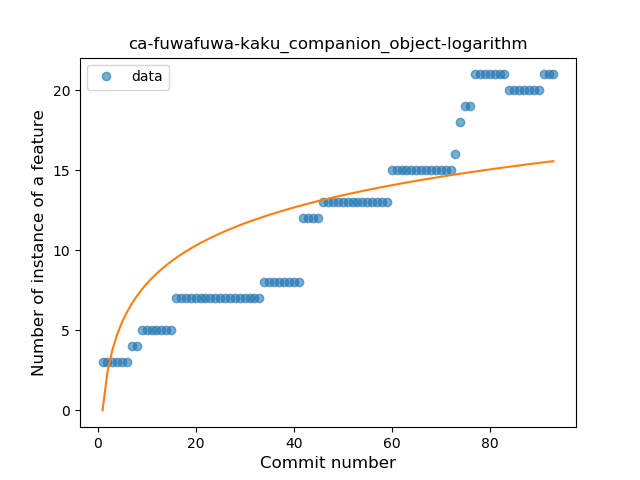 ca-fuwafuwa-kaku_companion_object-logarithm
data
Number of instance of a feature
20
15
10
5
0
0 20 40 60 80
Commit number